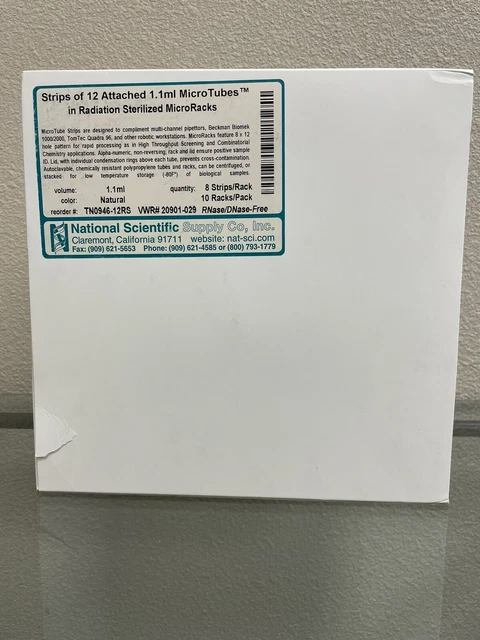 Strips of 12 Attached 1.1ml MicroTubes™
in Radiation Sterilized MicroRacks
MicroTube Strips are designed to compliment multi-channel pipettors, Beckman Biomek
1000/2000, TomTec Quadra 96, and other robotic workstations. MicroRacks feature 8 x 12
hole pattern for rapid processing as in High Throughput Screening and Combinatorial
Chemistry applications. Alpha-numeric, non-reversing, rack and lid ensure positive sample
ID. Lid, with individual condensation rings above each tube, prevents cross-contamination.
Autoclavable, chemically resistant polypropylene tubes and racks, can be centrifuged, or
stacked for low temperature storage (-80F°) of biological samples.
volume: 1.1ml quantity: 8 Strips/Rack
color: Natural 10 Racks/Pack
reorder #: TN0946-12RS VWR# 20901-029 RNase/DNase-Free
National Scientific Supply Co, Inc.
Claremont, California 91711 website: nat-sci.com
Fax: (909) 621-5653 Phone: (909) 621-4585 or (800) 793-1779